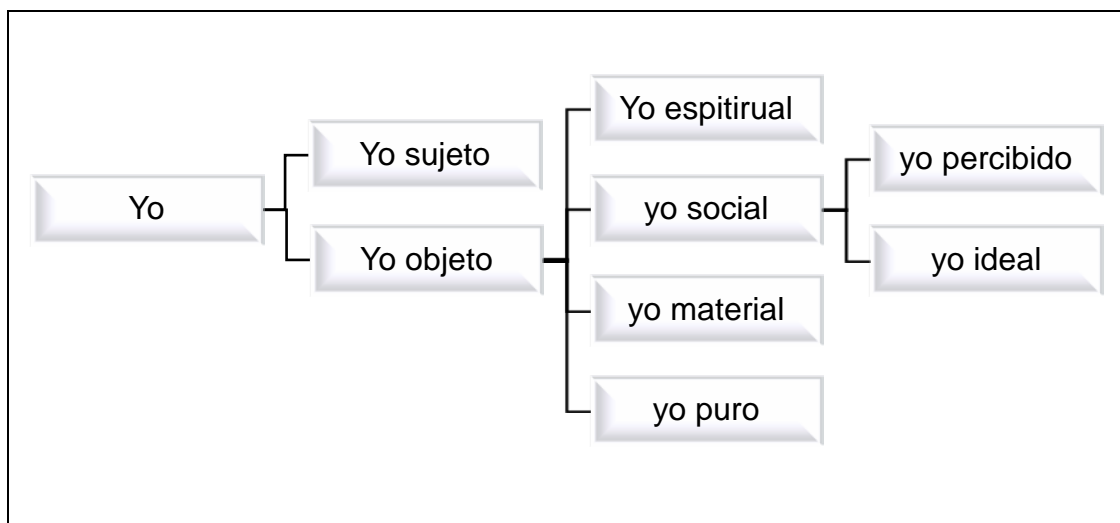 Yo
Yo sujeto
Yo objeto
Yo espitirual
yo social
yo material
yo puro
yo percibido
yo ideal